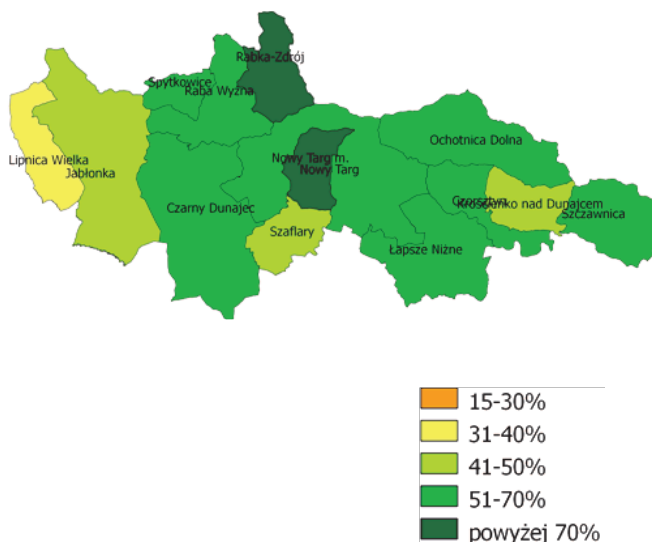 Rabka-Zdrój
Spytkowice
Raba Wyżna
Ochotnica Dolna
Lipnica Wielka
Nowy Targ m.
Jabłonka
Nowy Targ
Czorsztyn
Krościenko nad Dunajcem
Czarny Dunajec
Szczawnica
Szaflary
Łapsze Niżne
15-30%
31-40%
41-50%
51-70%
powyżej 70%